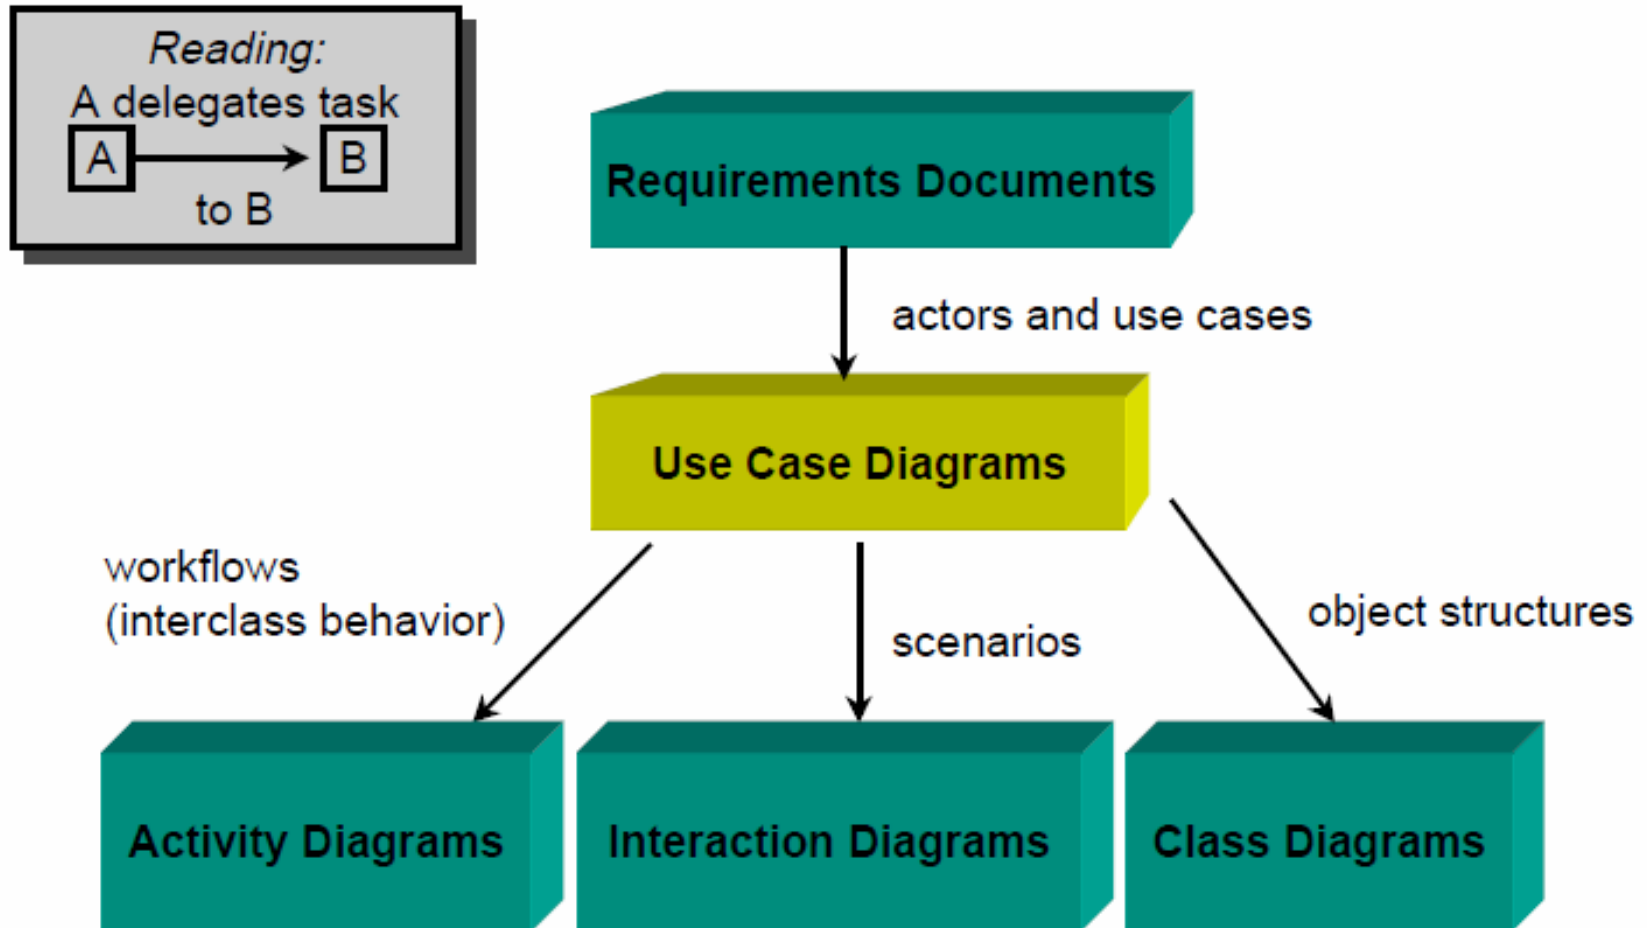 Reading:
A delegates task
A B
to B
Requirements Documents
actors and use cases
Use Case Diagrams
workflows
(interclass behavior)
scenarios
object structures
Activity Diagrams
Interaction Diagrams
Class Diagrams